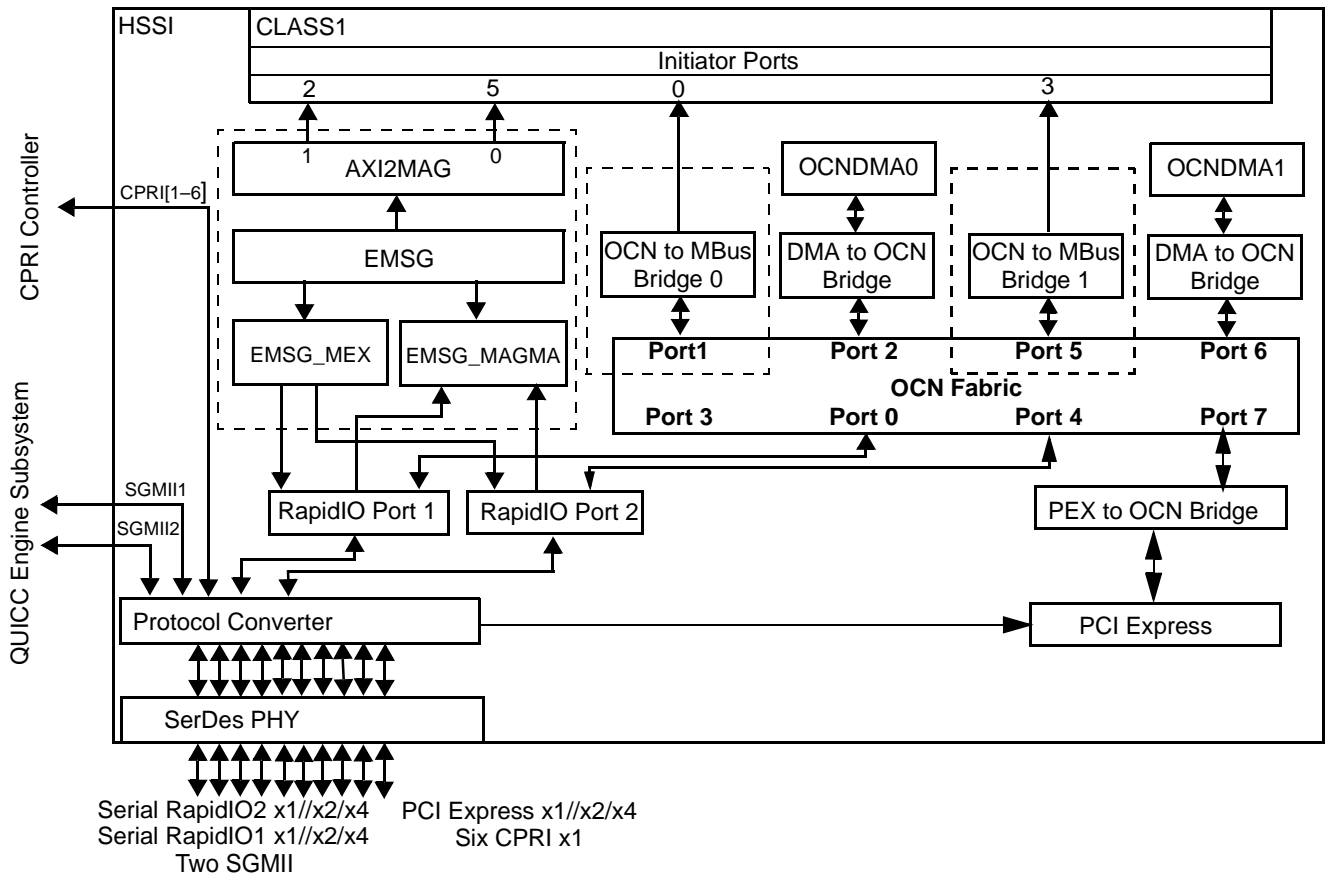 HSSI
CLASS1
Initiator Ports
2 5 0 3
1 0
AXI2MAG
OCNDMA0
OCNDMA1
CPRI Controller
CPRI[1–6]
EMSG
OCN to MBus
Bridge 0
DMA to OCN
Bridge
OCN to MBus
Bridge 1
DMA to OCN
Bridge
EMSG_MEX
EMSG_MAGMA
Port1 Port 2 Port 5 Port 6
OCN Fabric
Port 3 Port 0 Port 4 Port 7
QUICC Engine Subsystem
SGMII1
SGMII2
RapidIO Port 1
RapidIO Port 2
PEX to OCN Bridge
Protocol Converter
PCI Express
SerDes PHY
Serial RapidIO2 x1//x2/x4
Serial RapidIO1 x1//x2/x4
Two SGMII
PCI Express x1//x2/x4
Six CPRI x1